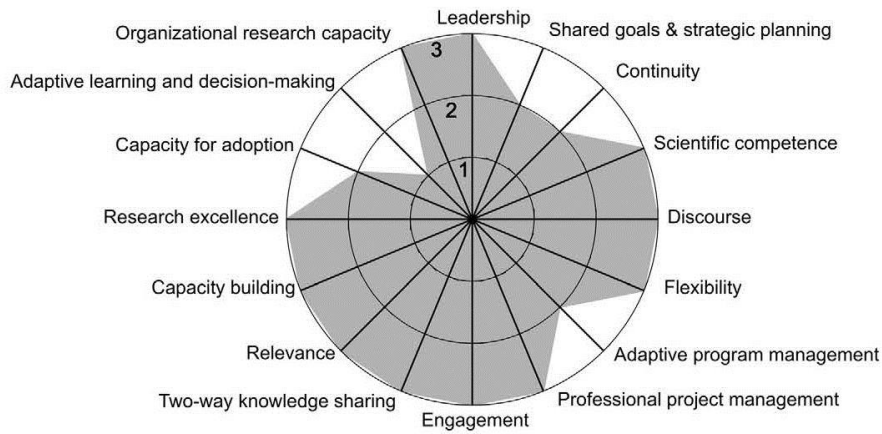 Leadership
Organizational research capacity
Shared goals & strategic planning
3
Adaptive learning and decision-making
Continuity
2
Capacity for adoption
Scientific competence
1
Research excellence
Discourse
Capacity building
Flexibility
Relevance
Adaptive program management
Two-way knowledge sharing
Professional project management
Engagement